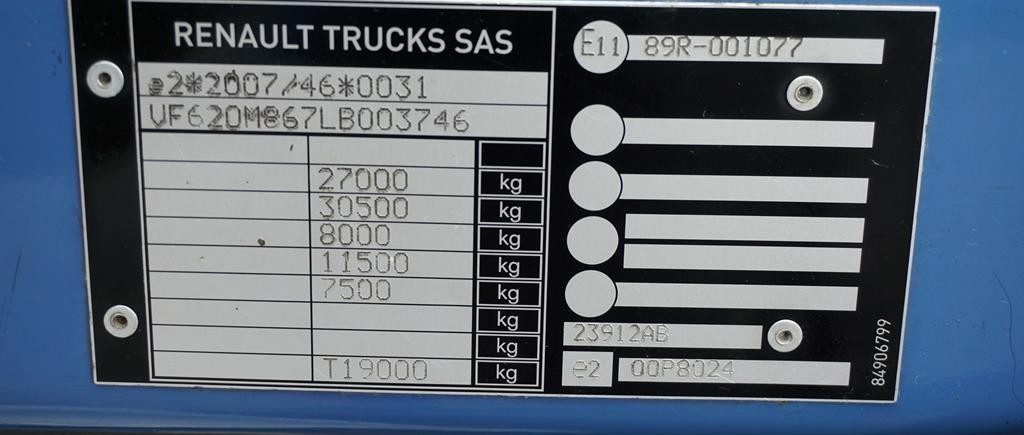 RENAULT TRUCKS SAS
e2*2007/46*0031
VF620M867LB003746
27000 kg
30500 kg
8000 kg
11500 kg
7500 kg
kg
kg
T19000 kg
E11 89R-001077
23912AB
e2 00P8024
84906799